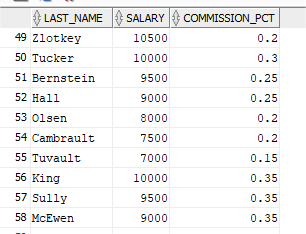 LAST_NAME SALARY COMMISSION_PCT
49 Zlotkey 10500 0.2
50 Tucker 10000 0.3
51 Bernstein 9500 0.25
52 Hall 9000 0.25
53 Olsen 8000 0.2
54 Cambrault 7500 0.2
55 Tuvault 7000 0.15
56 King 10000 0.35
57 Sully 9500 0.35
58 McEwen 9000 0.35